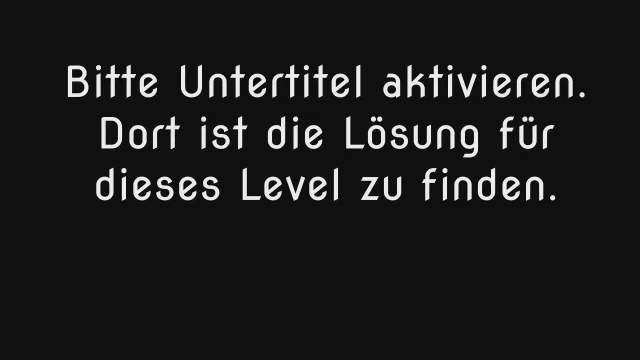 Bitte Untertitel aktivieren.
Dort ist die Lösung für
dieses Level zu finden.